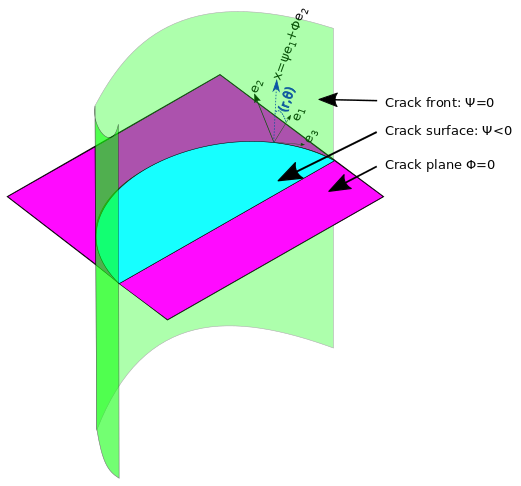 x=ψe₁+Φe₂
e₂
(r,θ)
e₁
e₃
Crack front: Ψ=0
Crack surface: Ψ<0
Crack plane Φ=0